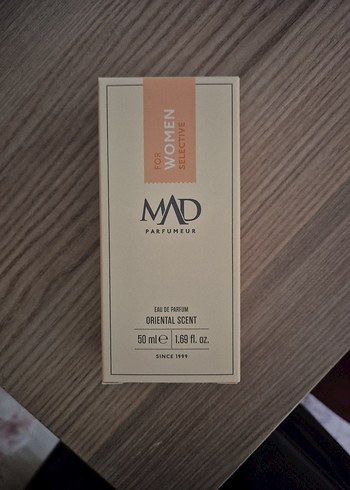 FOR
WOMEN
SELECTIVE
MAD
PARFUMEUR
EAU DE PARFUM
ORIENTAL SCENT
50 ml ℮ 1.69 fl. oz.
SINCE 1999